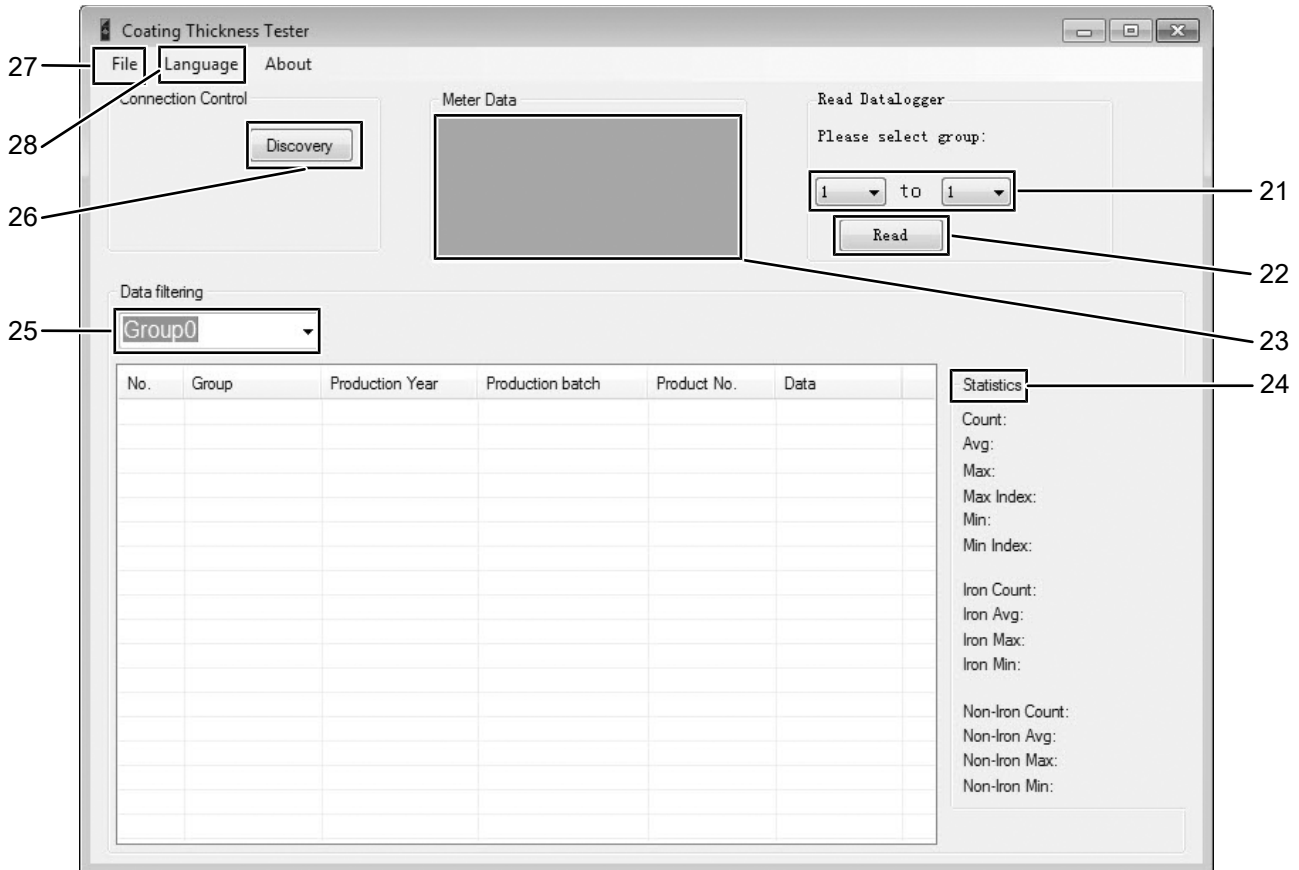 Coating Thickness Tester
27
File Language About
28
Connection Control
Discovery
26
Meter Data
Read Datalogger
Please select group:
1 to 1
21
Read
22
23
Data filtering
25
Group0
No. Group Production Year Production batch Product No. Data
Statistics
24
Count:
Avg:
Max:
Max Index:
Min:
Min Index:
Iron Count:
Iron Avg:
Iron Max:
Iron Min:
Non-Iron Count:
Non-Iron Avg:
Non-Iron Max:
Non-Iron Min: